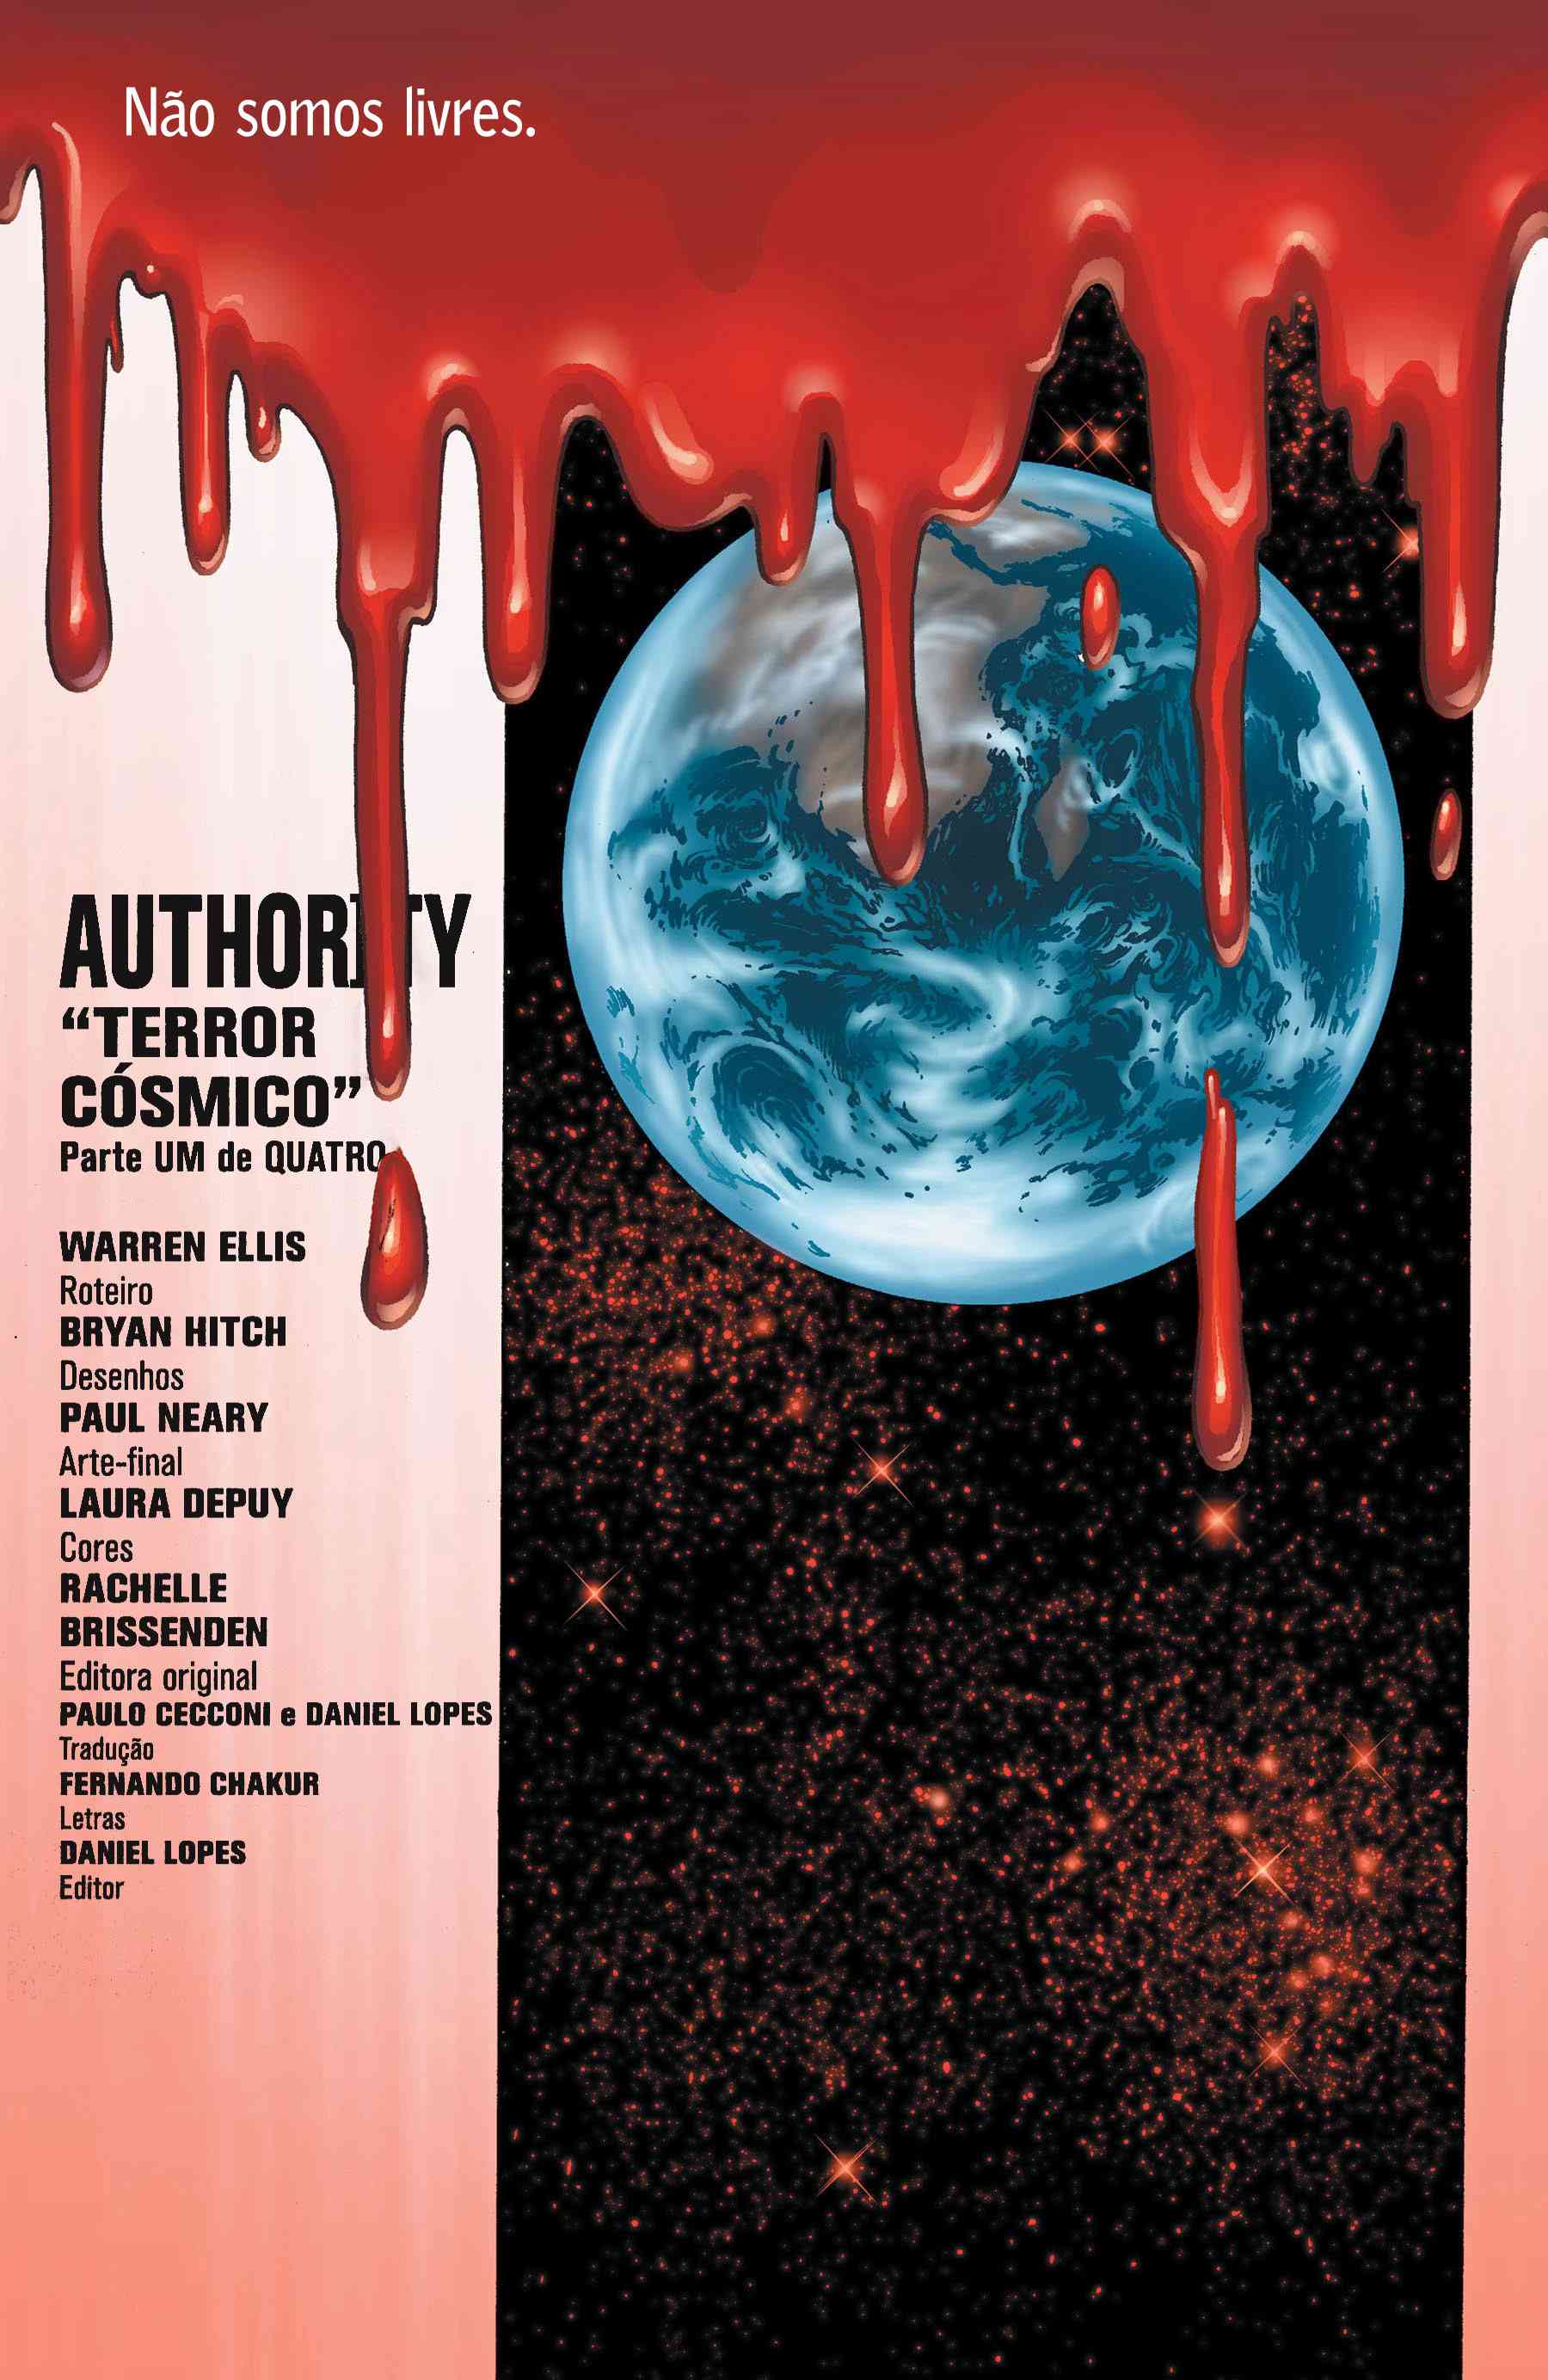 Não somos livres.
AUTHORITY
“TERROR
CÓSMICO”
Parte UM de QUATRO
WARREN ELLIS
Roteiro
BRYAN HITCH
Desenhos
PAUL NEARY
Arte-final
LAURA DEPUY
Cores
RACHELLE
BRISSENDEN
Editora original
PAULO CECCONI e DANIEL LOPES
Tradução
FERNANDO CHAKUR
Letras
DANIEL LOPES
Editor